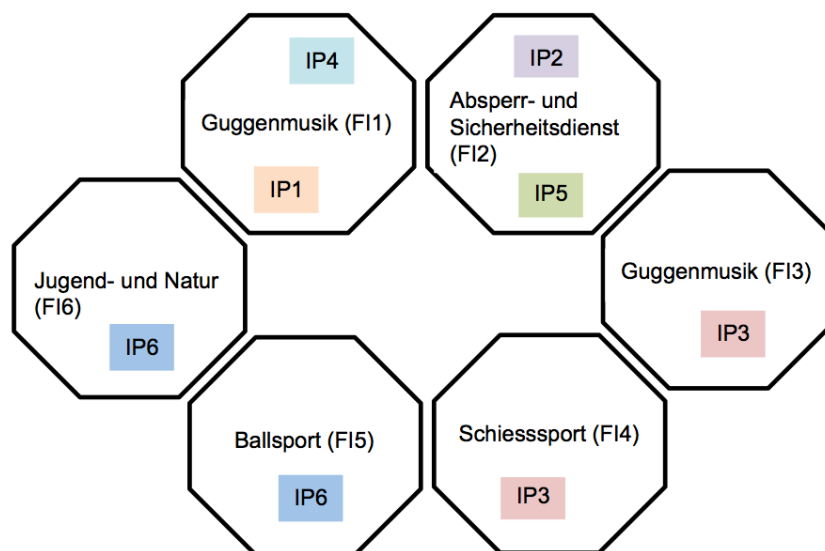 IP4
Guggenmusik (FI1)
IP1
IP2
Absperr- und
Sicherheitsdienst
(FI2)
IP5
Guggenmusik (FI3)
IP3
Jugend- und Natur
(FI6)
IP6
Ballsport (FI5)
IP6
Schiesssport (FI4)
IP3